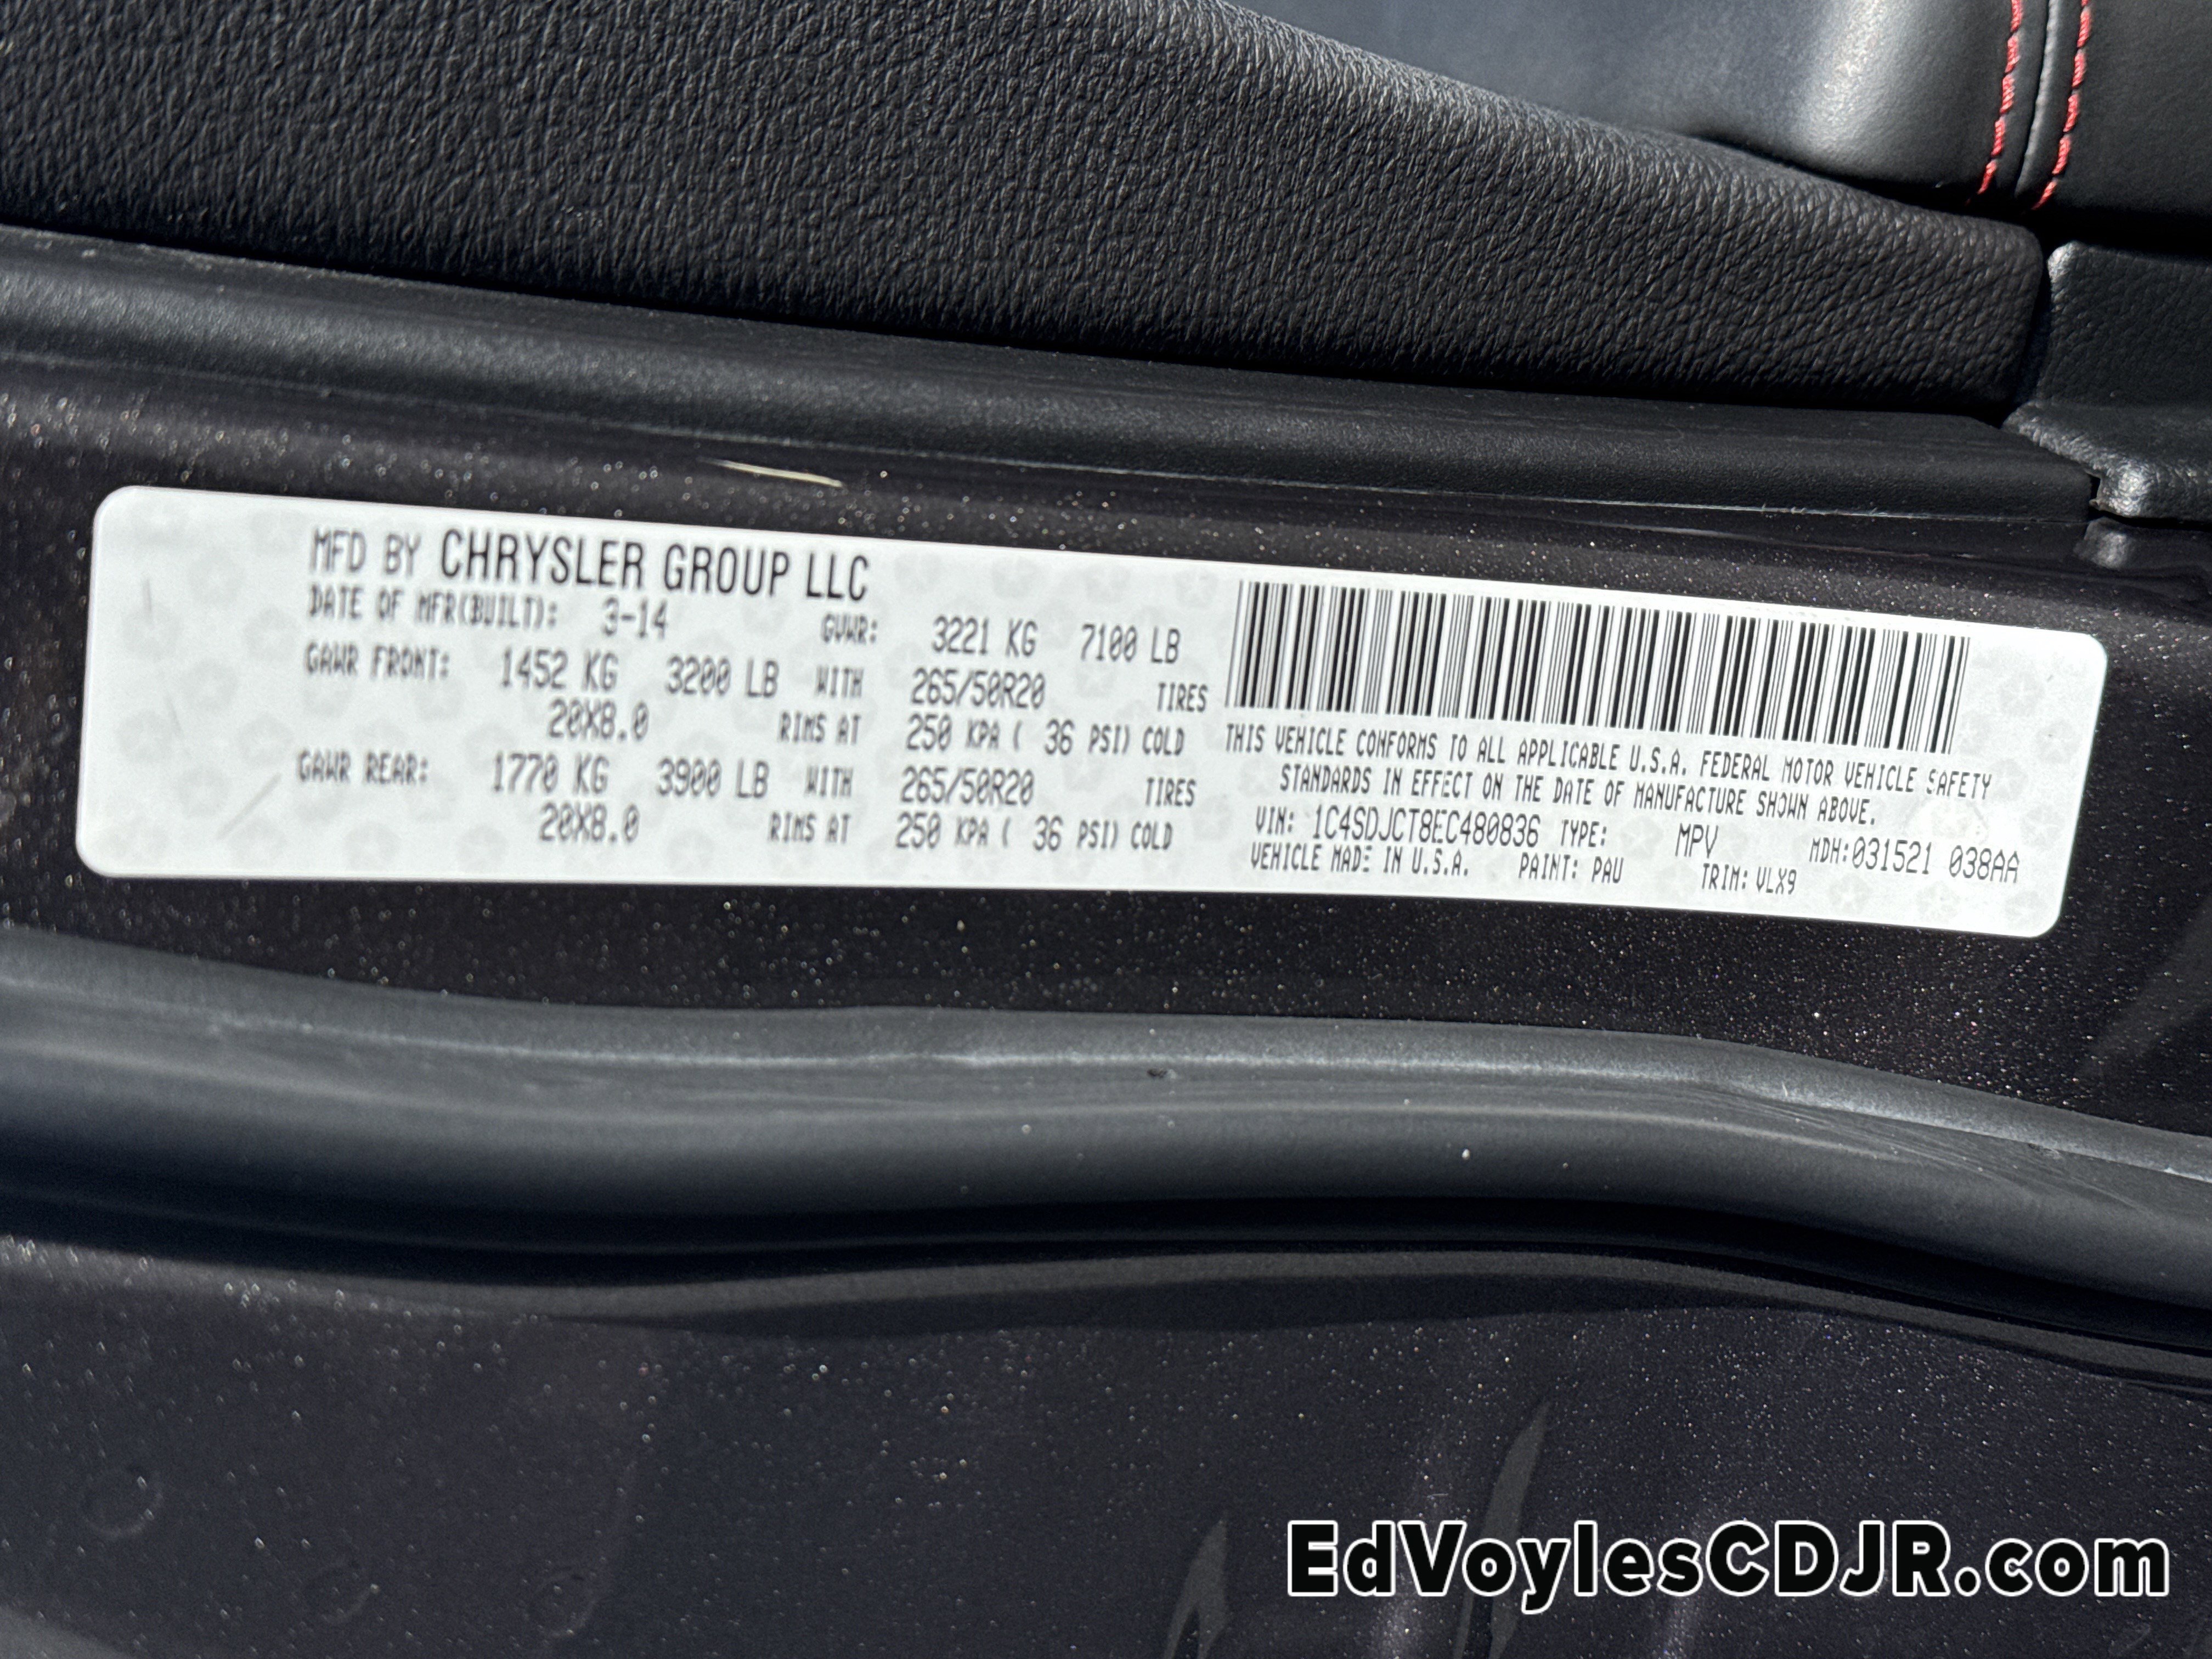 MFD BY CHRYSLER GROUP LLC
DATE OF MFR(BUILT): 3-14 GVWR: 3221 KG 7100 LB
GAWR FRONT: 1452 KG 3200 LB WITH 265/50R20 TIRES
20X8.0 RIMS AT 250 KPA ( 36 PSI) COLD
GAWR REAR: 1770 KG 3900 LB WITH 265/50R20 TIRES
20X8.0 RIMS AT 250 KPA ( 36 PSI) COLD
THIS VEHICLE CONFORMS TO ALL APPLICABLE U.S.A. FEDERAL MOTOR VEHICLE SAFETY
STANDARDS IN EFFECT ON THE DATE OF MANUFACTURE SHOWN ABOVE.
VIN: 1C4SDJCT8EC480836 TYPE: MPV MDH:031521 038AA
VEHICLE MADE IN U.S.A. PAINT: PAU TRIM: VLX9
EdVoylesCDJR.com